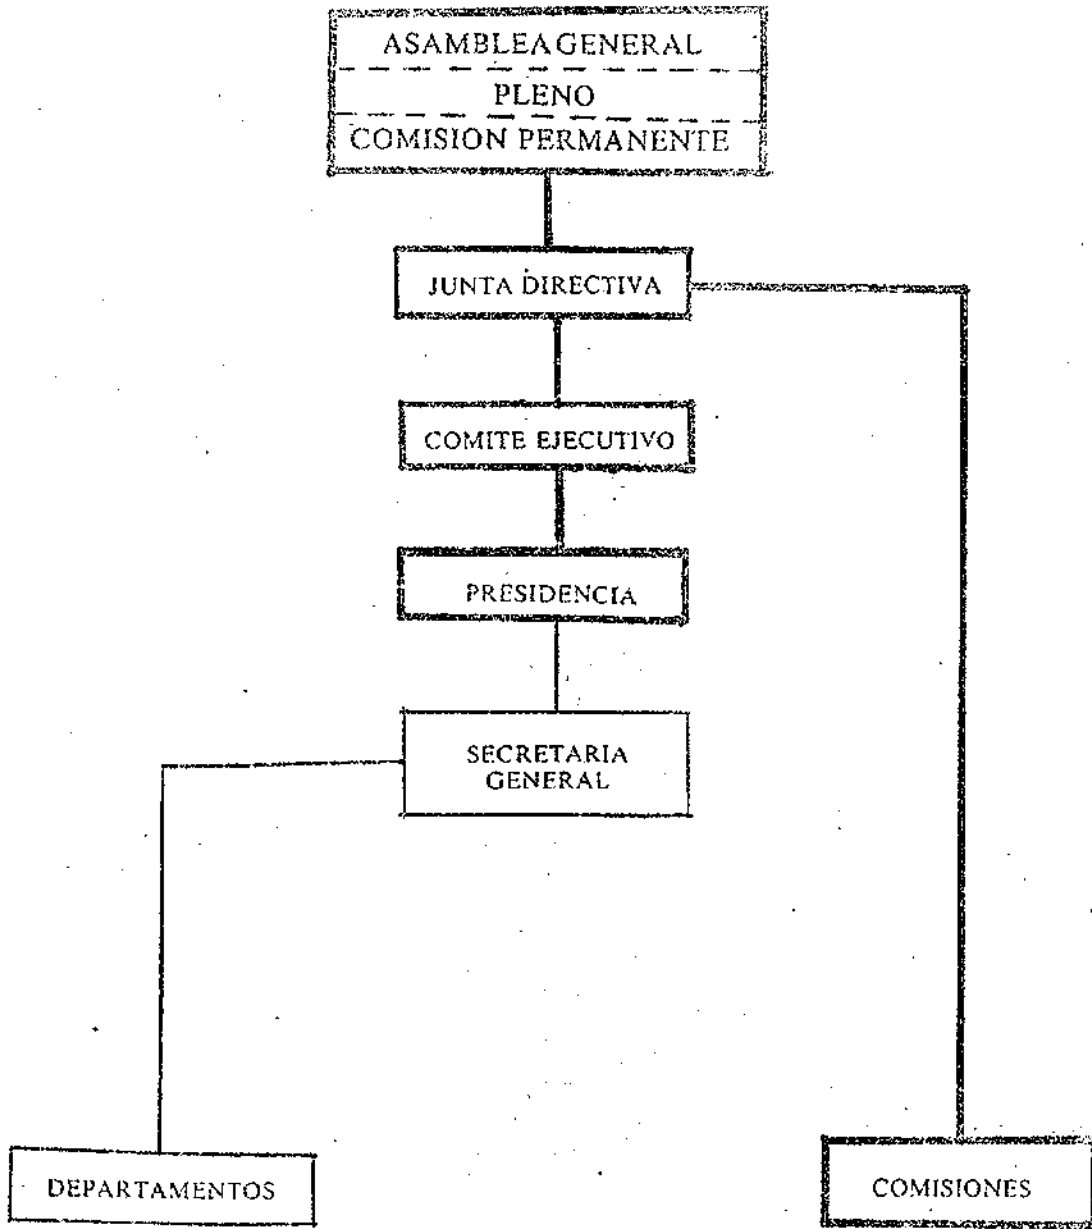 ASAMBLEA GENERAL
PLENO
COMISION PERMANENTE
JUNTA DIRECTIVA
COMITE EJECUTIVO
PRESIDENCIA
SECRETARIA
GENERAL
DEPARTAMENTOS
COMISIONES